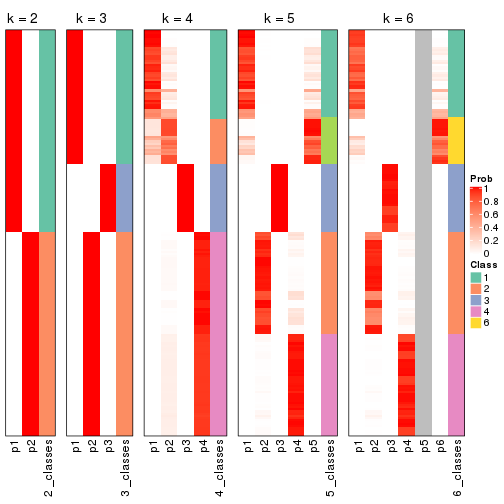 k = 2
k = 3
k = 4
k = 5
k = 6
Prob
1
0.8
0.6
0.4
0.2
0
Class
1
2
3
4
6
p1
p2
2_classes
p1
p2
p3
3_classes
p1
p2
p3
p4
4_classes
p1
p2
p3
p4
p5
5_classes
p1
p2
p3
p4
p5
p6
6_classes